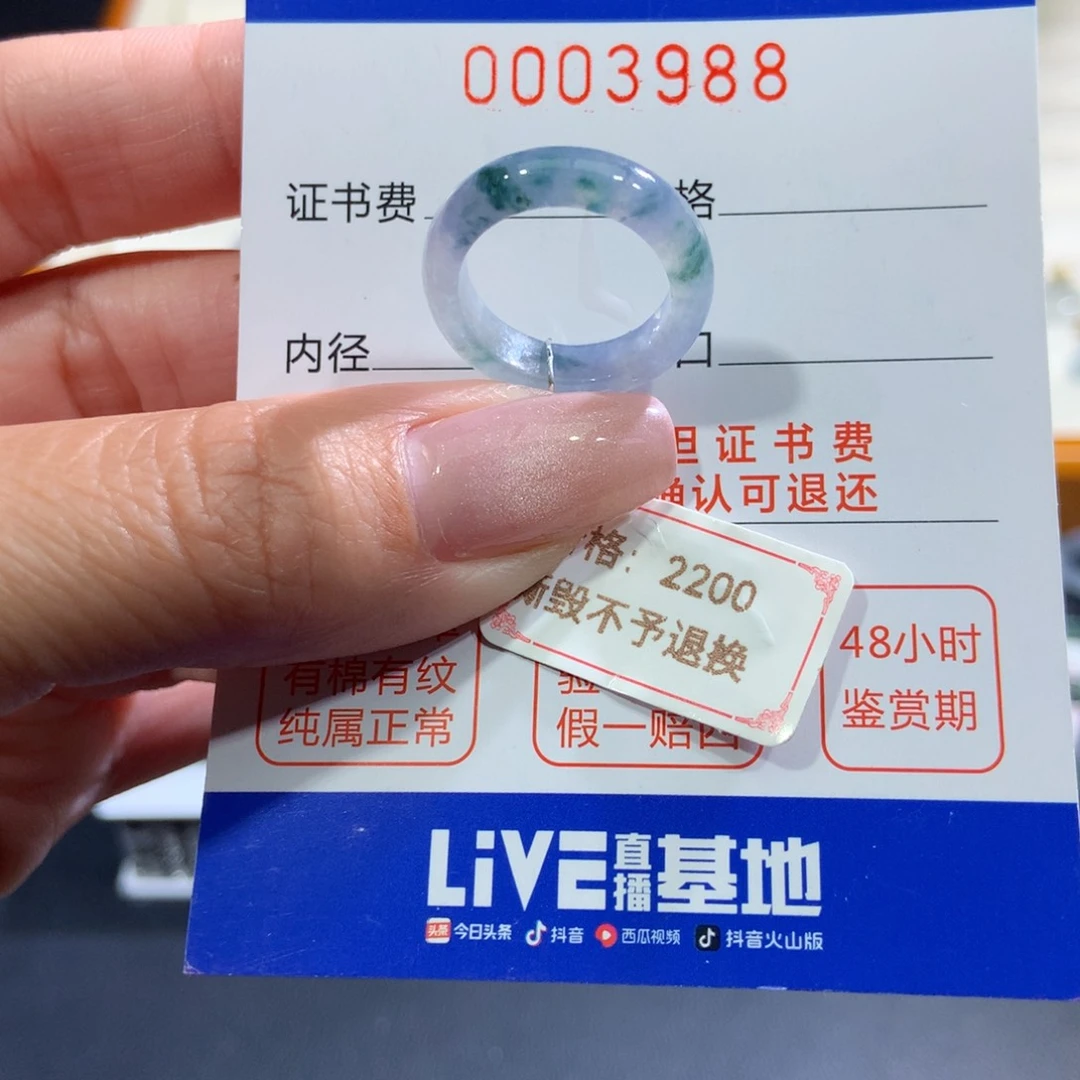 0003988
证书费 格
内径 口
担证书费
确认可退还
格：2200
撕毁不予退换
有棉有纹
纯属正常
验
假一赔四
48小时
鉴赏期
LiVE直播基地
头条 今日头条 抖音 西瓜视频 抖音火山版